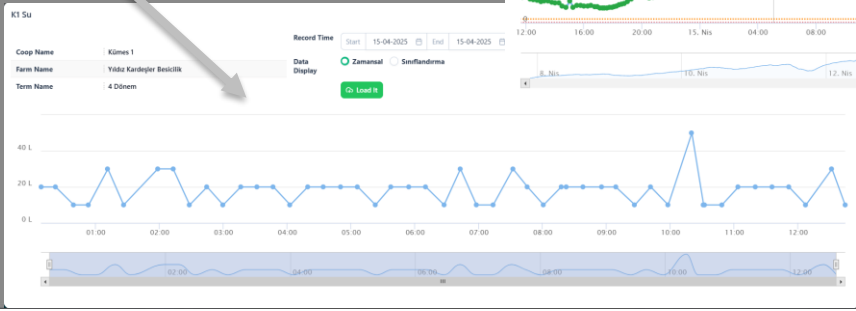 K1 Su
Record Time Start 15-04-2025 End 15-04-2025
Coop Name Kümes 1
Data Display Zamansal Sınıflandırma
Farm Name Yıldız Kardeşler Besicilik
Term Name 4 Dönem
Load It
0
12:00 16:00 20:00 15. Nis 04:00 08:00
8. Nis 10. Nis 12. Nis
40 L
20 L
0 L
01:00 02:00 03:00 04:00 05:00 06:00 07:00 08:00 09:00 10:00 11:00 12:00
02:00 04:00 06:00 08:00 10:00 12:00